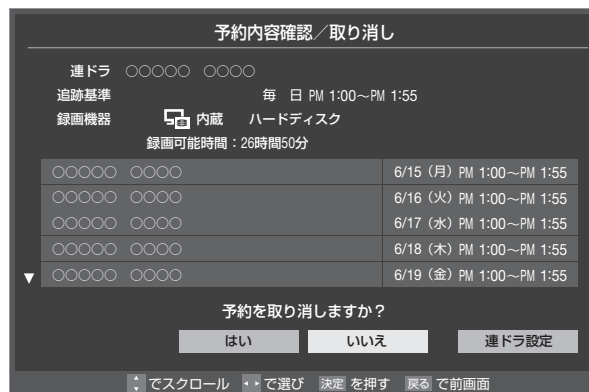 予約内容確認／取り消し
連ドラ ○○○○○ ○○○○
追跡基準 毎 日 PM 1:00～PM 1:55
録画機器 内蔵 ハードディスク
録画可能時間：26時間50分
○○○○○ ○○○○ 6/15（月）PM 1:00～PM 1:55
○○○○○ ○○○○ 6/16（火）PM 1:00～PM 1:55
○○○○○ ○○○○ 6/17（水）PM 1:00～PM 1:55
○○○○○ ○○○○ 6/18（木）PM 1:00～PM 1:55
▼ ○○○○○ ○○○○ 6/19（金）PM 1:00～PM 1:55
予約を取り消しますか？
はい いいえ 連ドラ設定
でスクロール で選び 決定 を押す 戻る で前画面